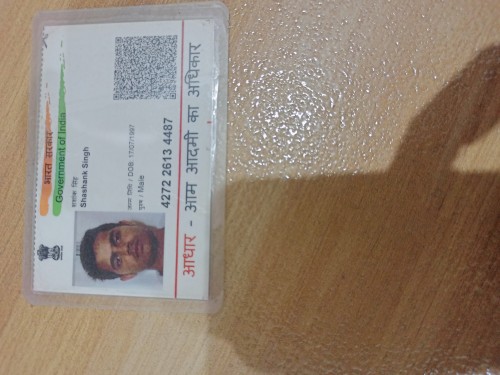 भारत सरकार
Government of India
सिंह
Shashank Singh
जन्म तिथि / DOB: 17/07/1997
पुरुष / Male
4272 2613 4487
आधार - आम आदमी का अधिकार